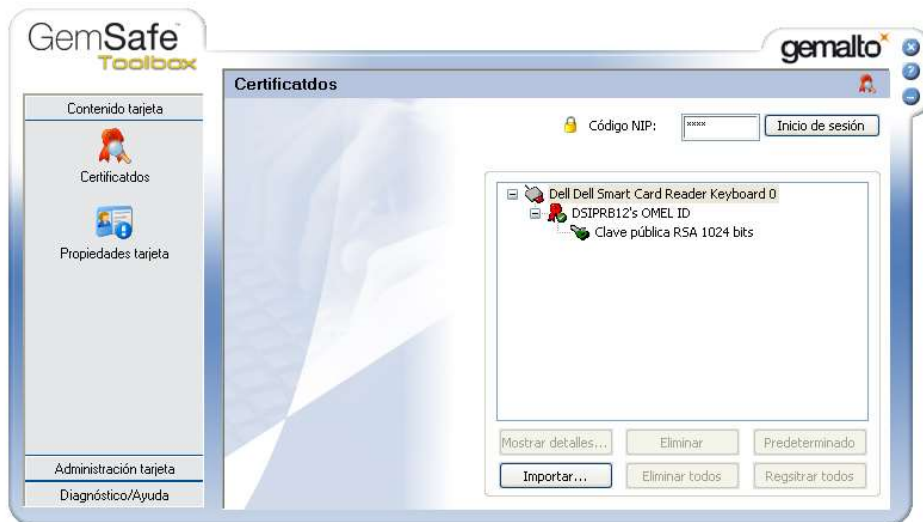 GemSafe
Toolbox
gemalto
Certificatdos
Contenido tarjeta
Certificatdos
Propiedades tarjeta
Administración tarjeta
Diagnóstico/Ayuda
Código NIP: **** Inicio de sesión
Dell Dell Smart Card Reader Keyboard 0
DSIPRB12's OMEL ID
Clave pública RSA 1024 bits
Mostrar detalles... Eliminar Predeterminado
Importar... Eliminar todos Regsitrar todos